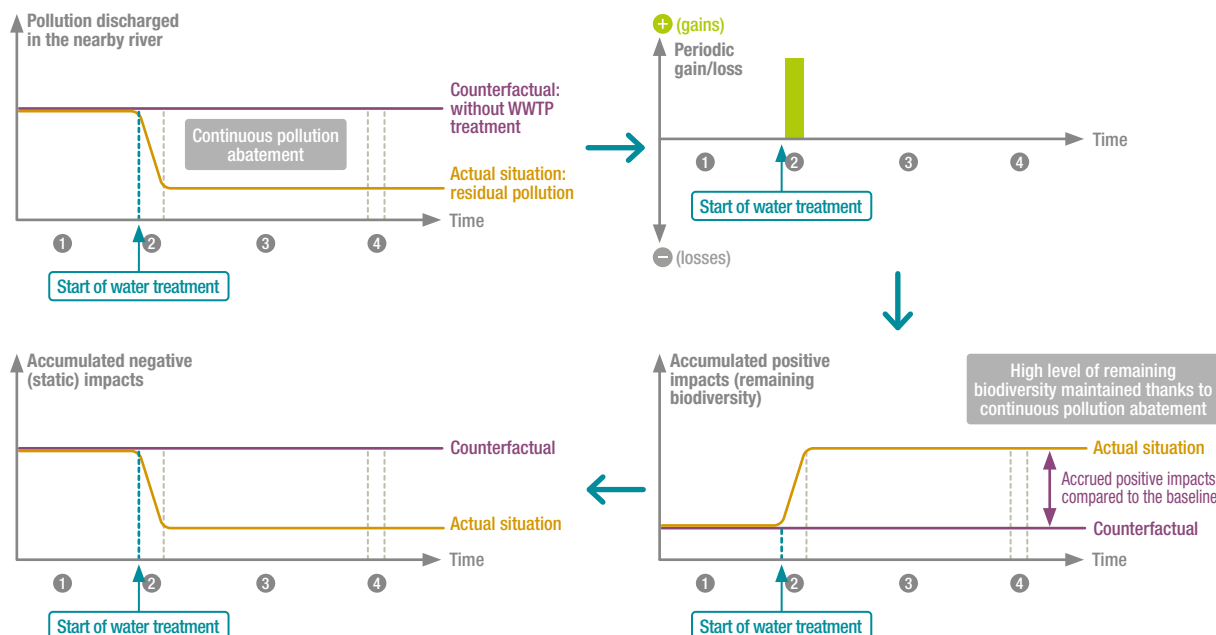 Pollution discharged
in the nearby river
Counterfactual:
without WWTP
treatment
Continuous pollution
abatement
Actual situation:
residual pollution
Time
1 2 3 4
Start of water treatment
+ (gains)
Periodic
gain/loss
Time
1 2 3 4
Start of water treatment
− (losses)
Accumulated negative
(static) impacts
Counterfactual
Actual situation
Time
1 2 3 4
Start of water treatment
Accumulated positive
impacts (remaining
biodiversity)
High level of remaining
biodiversity maintained thanks to
continuous pollution abatement
Actual situation
Accrued positive impacts
compared to the baseline
Counterfactual
Time
1 2 3 4
Start of water treatment